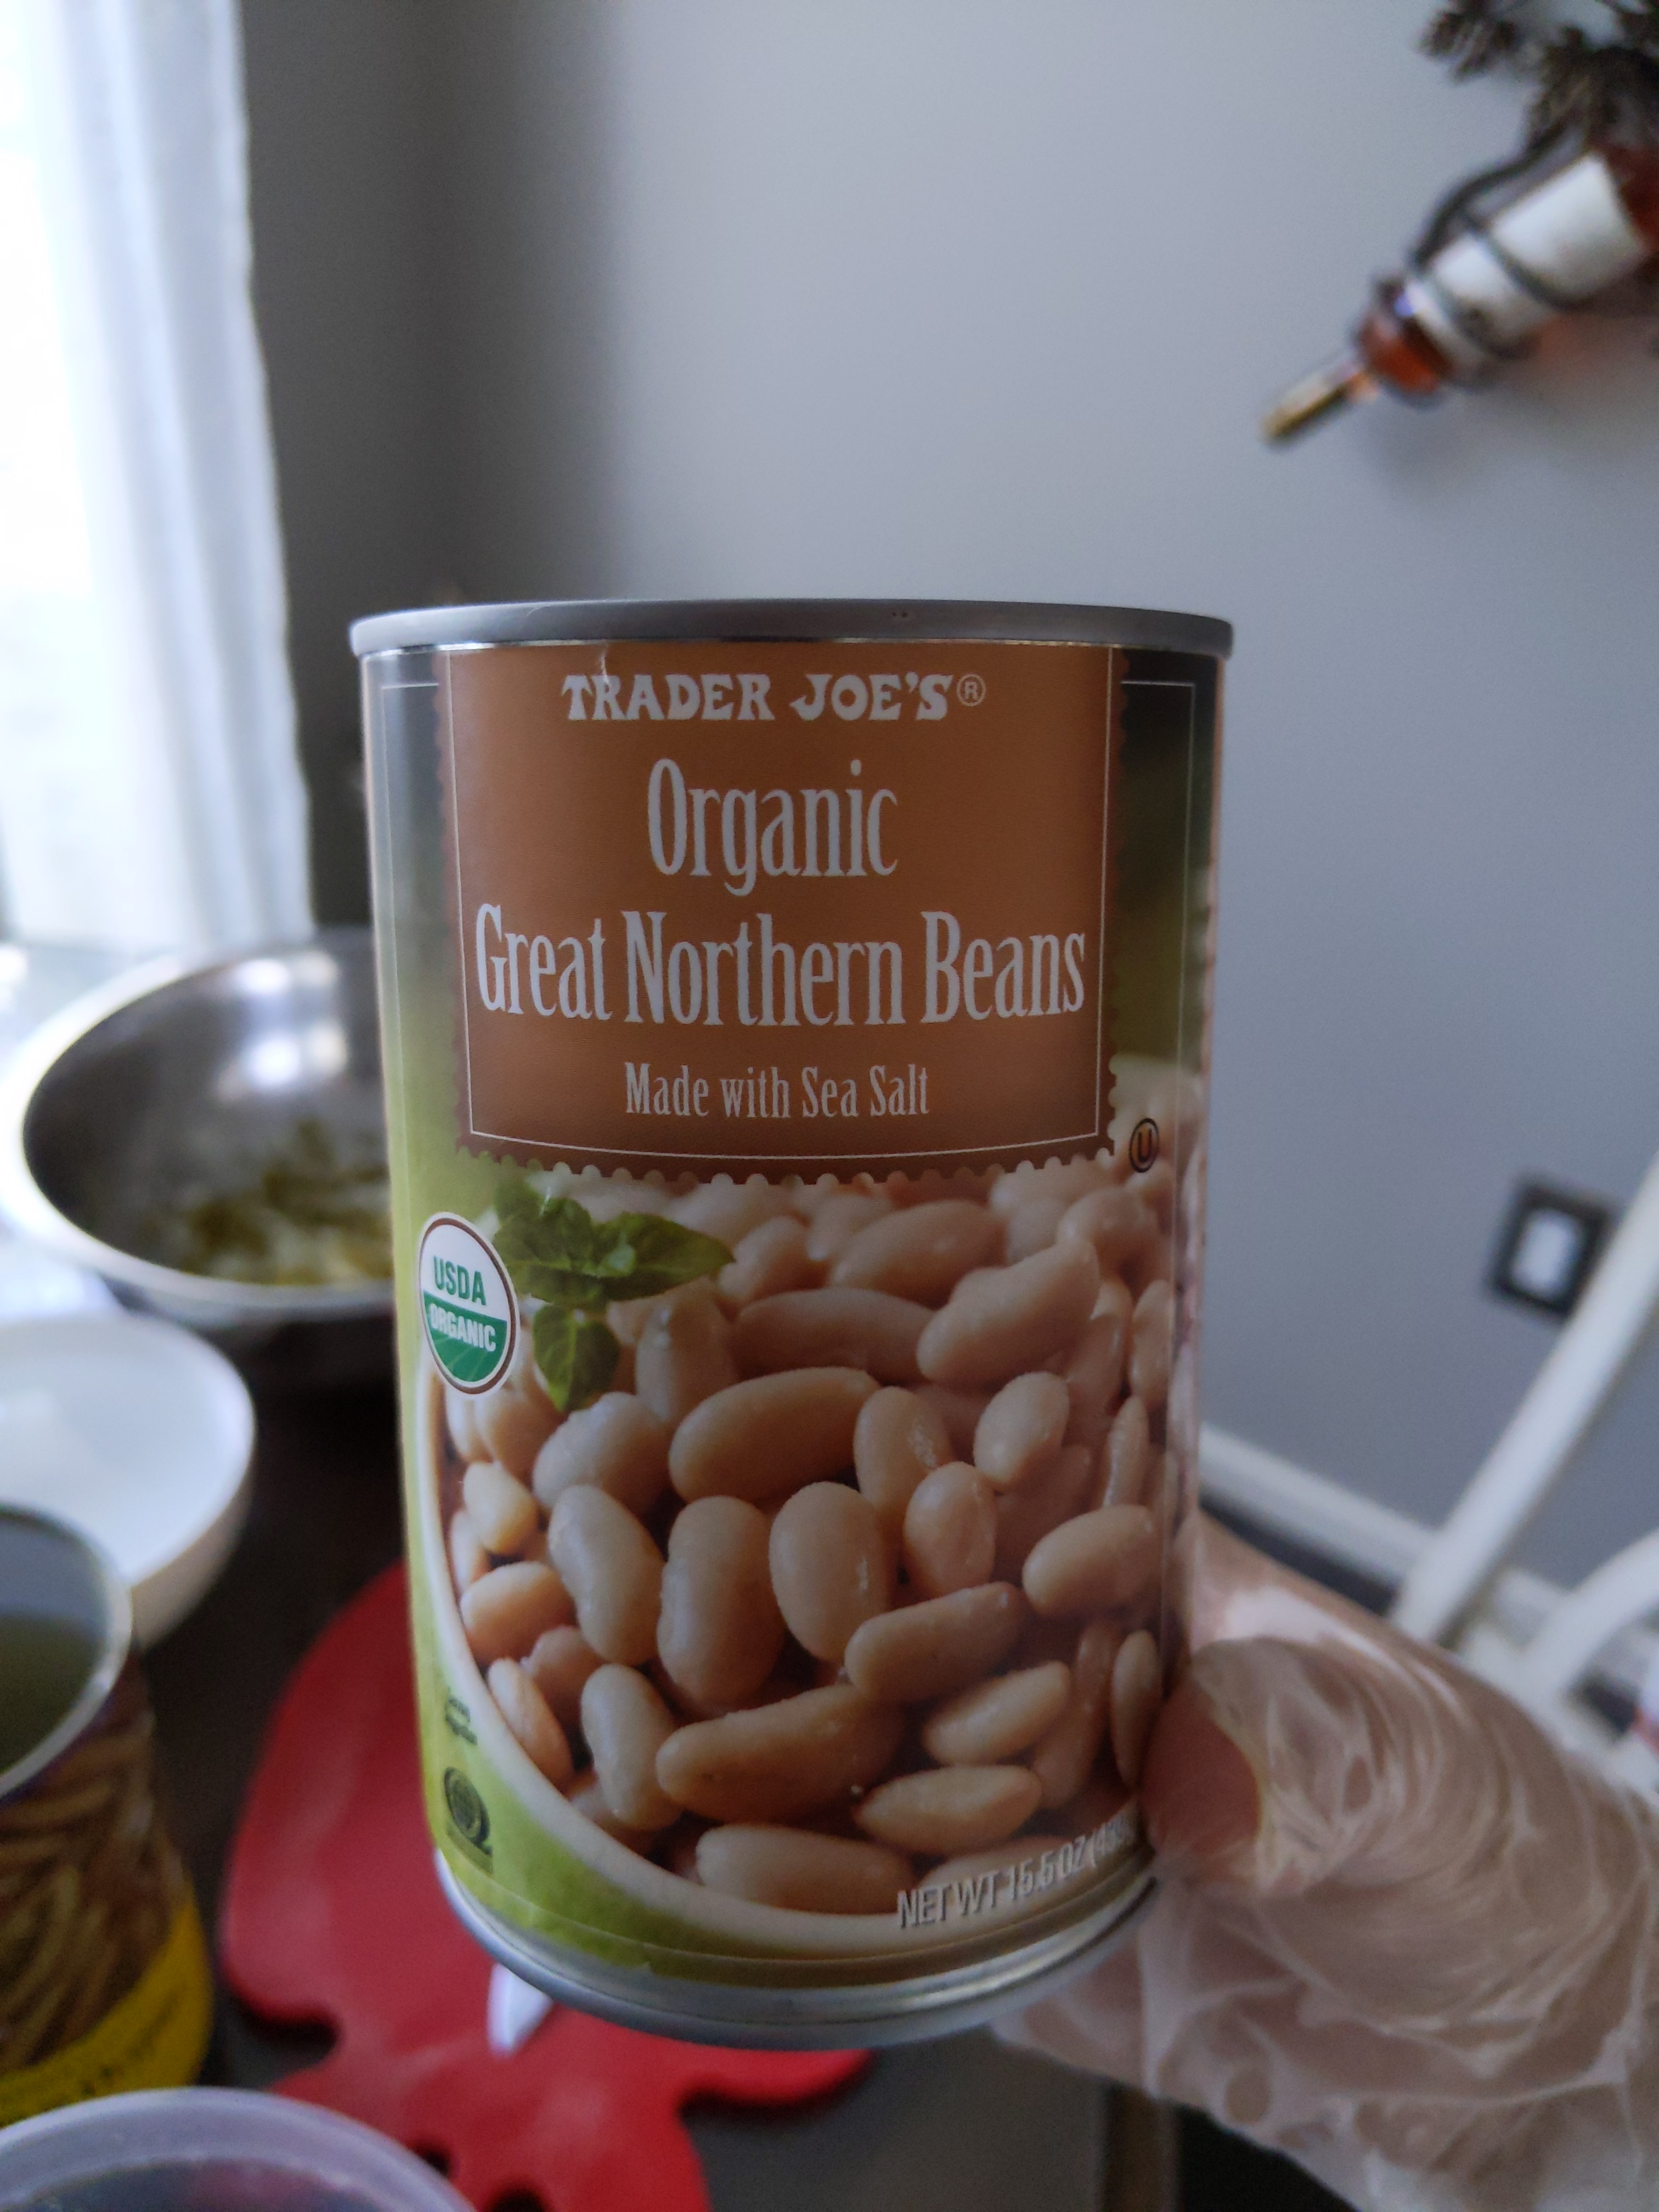 TRADER JOE'S®
Organic
Great Northern Beans
Made with Sea Salt
U
USDA
ORGANIC
NET WT 15.5 OZ